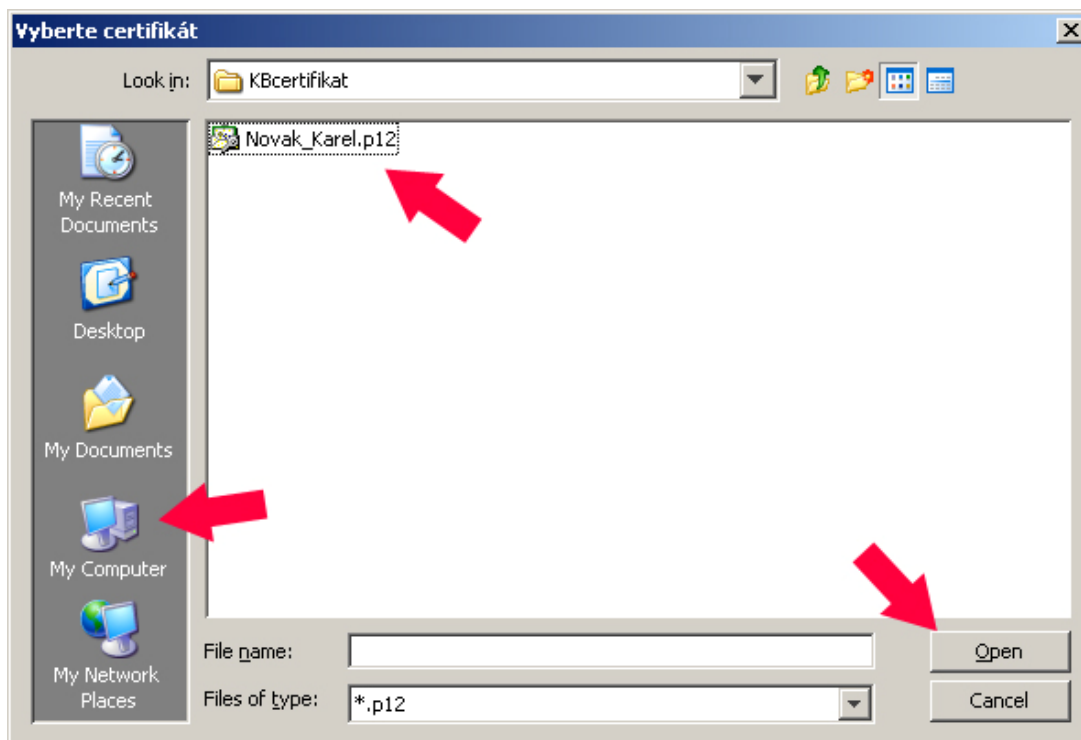 Vyberte certifikát
Look in: KBcertifikat
Novak_Karel.p12
My Recent
Documents
Desktop
My Documents
My Computer
My Network
Places
File name:
Open
Files of type: *.p12
Cancel